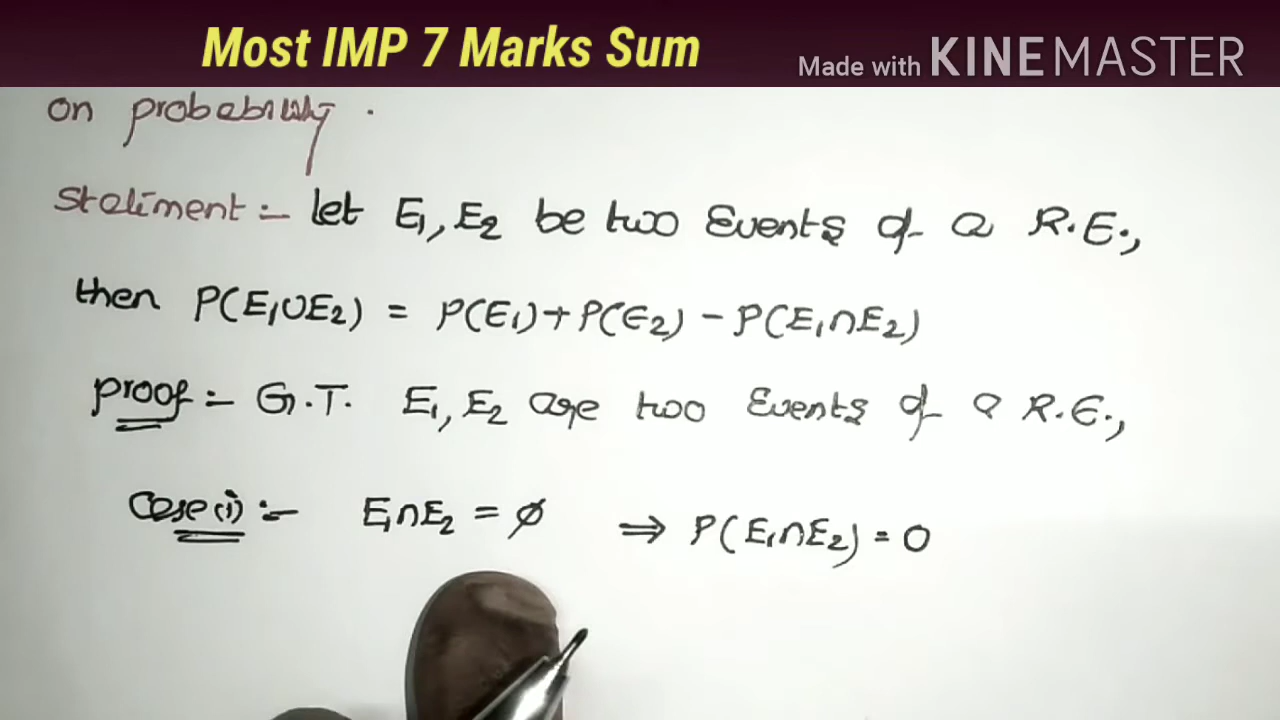 Most IMP 7 Marks Sum
Made with KINEMASTER
on probability.
Statiment :- let E1, E2 be two Events of a R.E.,
then P(E1∪E2) = P(E1) + P(E2) - P(E1∩E2)
proof :- G.T. E1, E2 are two Events of a R.E.,
Case(i) :- E1∩E2 = ∅ ⇒ P(E1∩E2) = 0